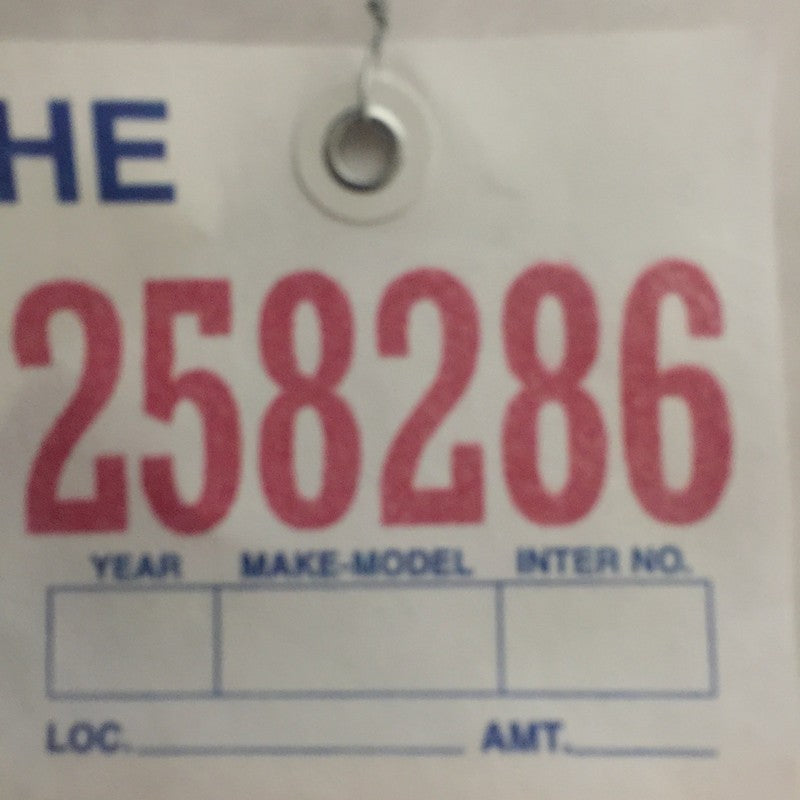 HE
258286
YEAR MAKE-MODEL INTER NO.
LOC. AMT.